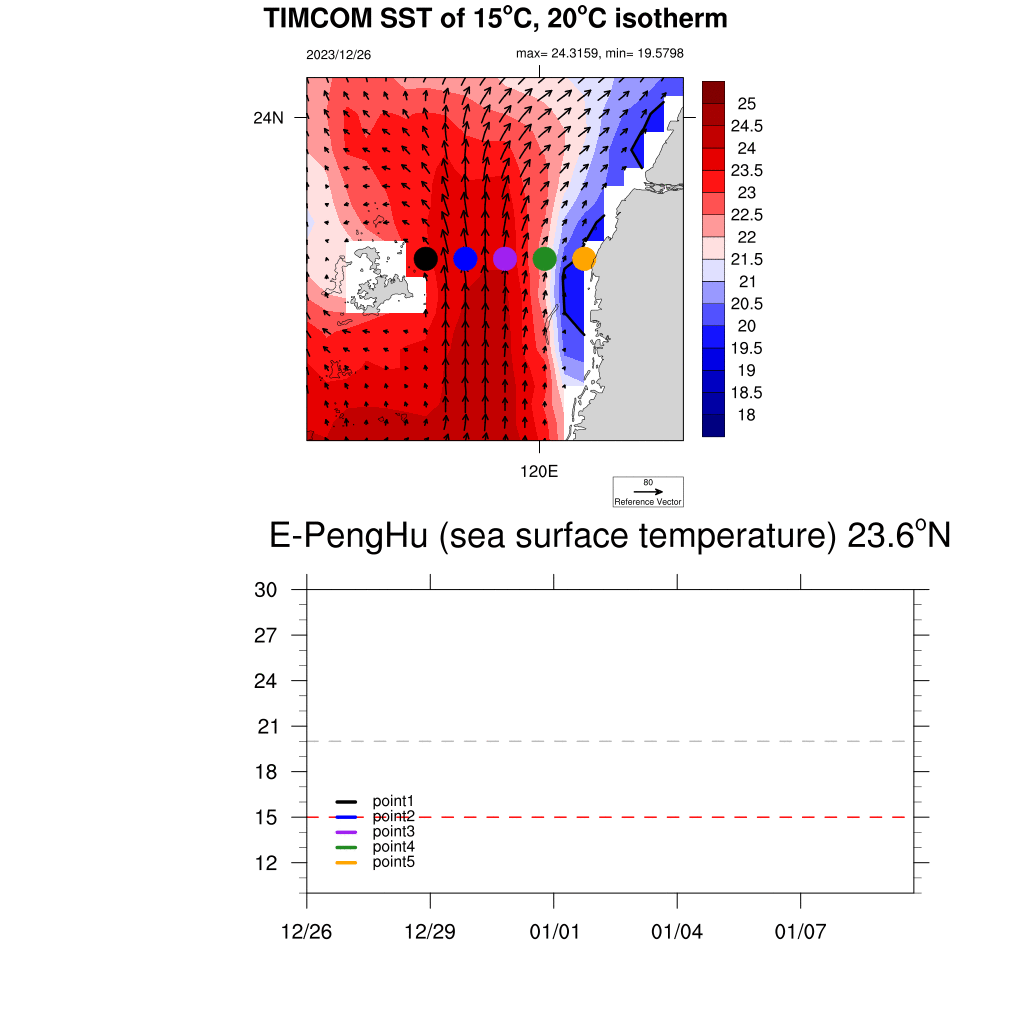 TIMCOM SST of 15°C, 20°C isotherm
2023/12/26 max= 24.3159, min= 19.5798
24N
25
24.5
24
23.5
23
22.5
22
21.5
21
20.5
20
19.5
19
18.5
18
120E
80
Reference Vector
E-PengHu (sea surface temperature) 23.6°N
30
27
24
21
18
15
12
point1
point2
point3
point4
point5
12/26 12/29 01/01 01/04 01/07